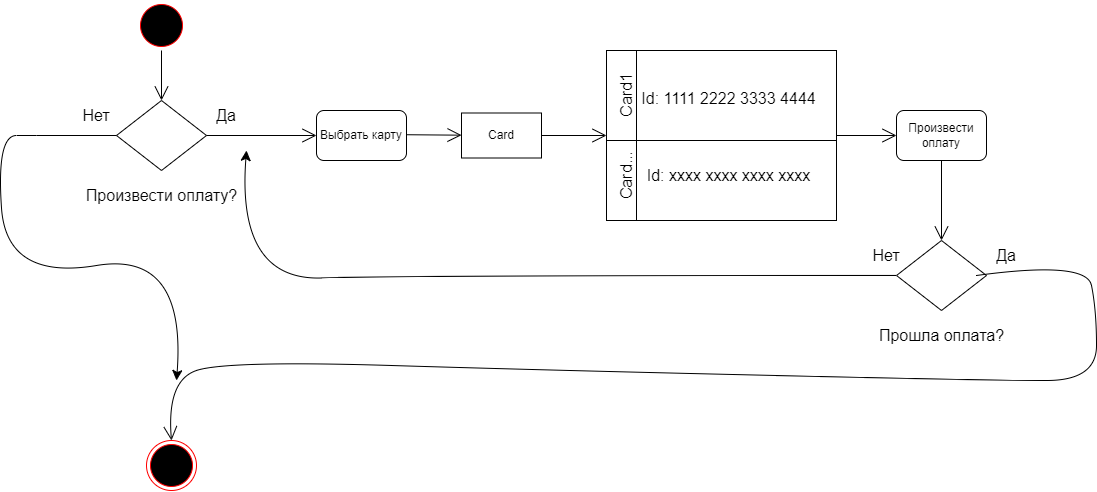 Нет
Да
Произвести оплату?
Выбрать карту
Card
Card1
Id: 1111 2222 3333 4444
Card...
Id: xxxx xxxx xxxx xxxx
Произвести
оплату
Нет
Да
Прошла оплата?